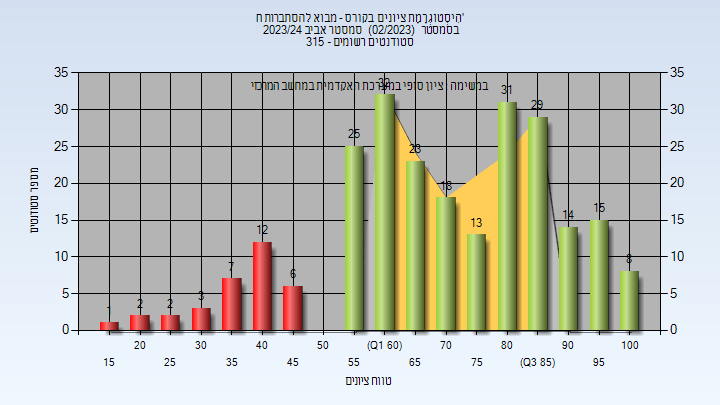 'הִיסְטוֹגְרָמַת ציונים בקורס - מבוא להסתברות ח
בסמסטר (02/2023) סמסטר אביב 2023/24
סטודנטים רשומים - 315
במשימה ציון סופי במערכת האקדמית במחשב המרכזי
מספר סטודנטים
35 30 25 20 15 10 5 0
1 2 2 3 7 12 6 25 32 23 18 13 31 29 14 15 8
35 30 25 20 15 10 5 0
20 30 40 50 (Q1 60) 70 80 90 100
15 25 35 45 55 65 75 (Q3 85) 95
טווח ציונים